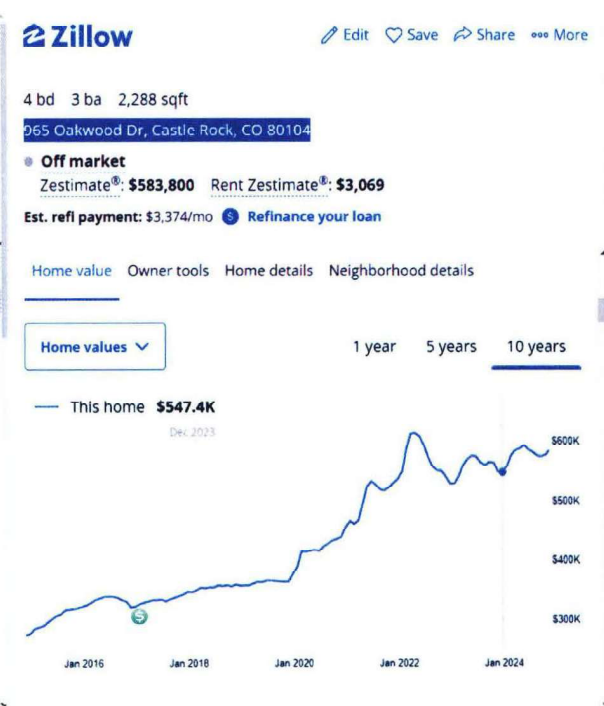 Zillow
Edit Save Share More
4 bd 3 ba 2,288 sqft
965 Oakwood Dr, Castle Rock, CO 80104
Off market
Zestimate®: $583,800 Rent Zestimate®: $3,069
Est. refi payment: $3,374/mo $ Refinance your loan
Home value Owner tools Home details Neighborhood details
Home values 1 year 5 years 10 years
This home $547.4K
Dec 2023
$600K
$500K
$400K
$300K
$
Jan 2016 Jan 2018 Jan 2020 Jan 2022 Jan 2024